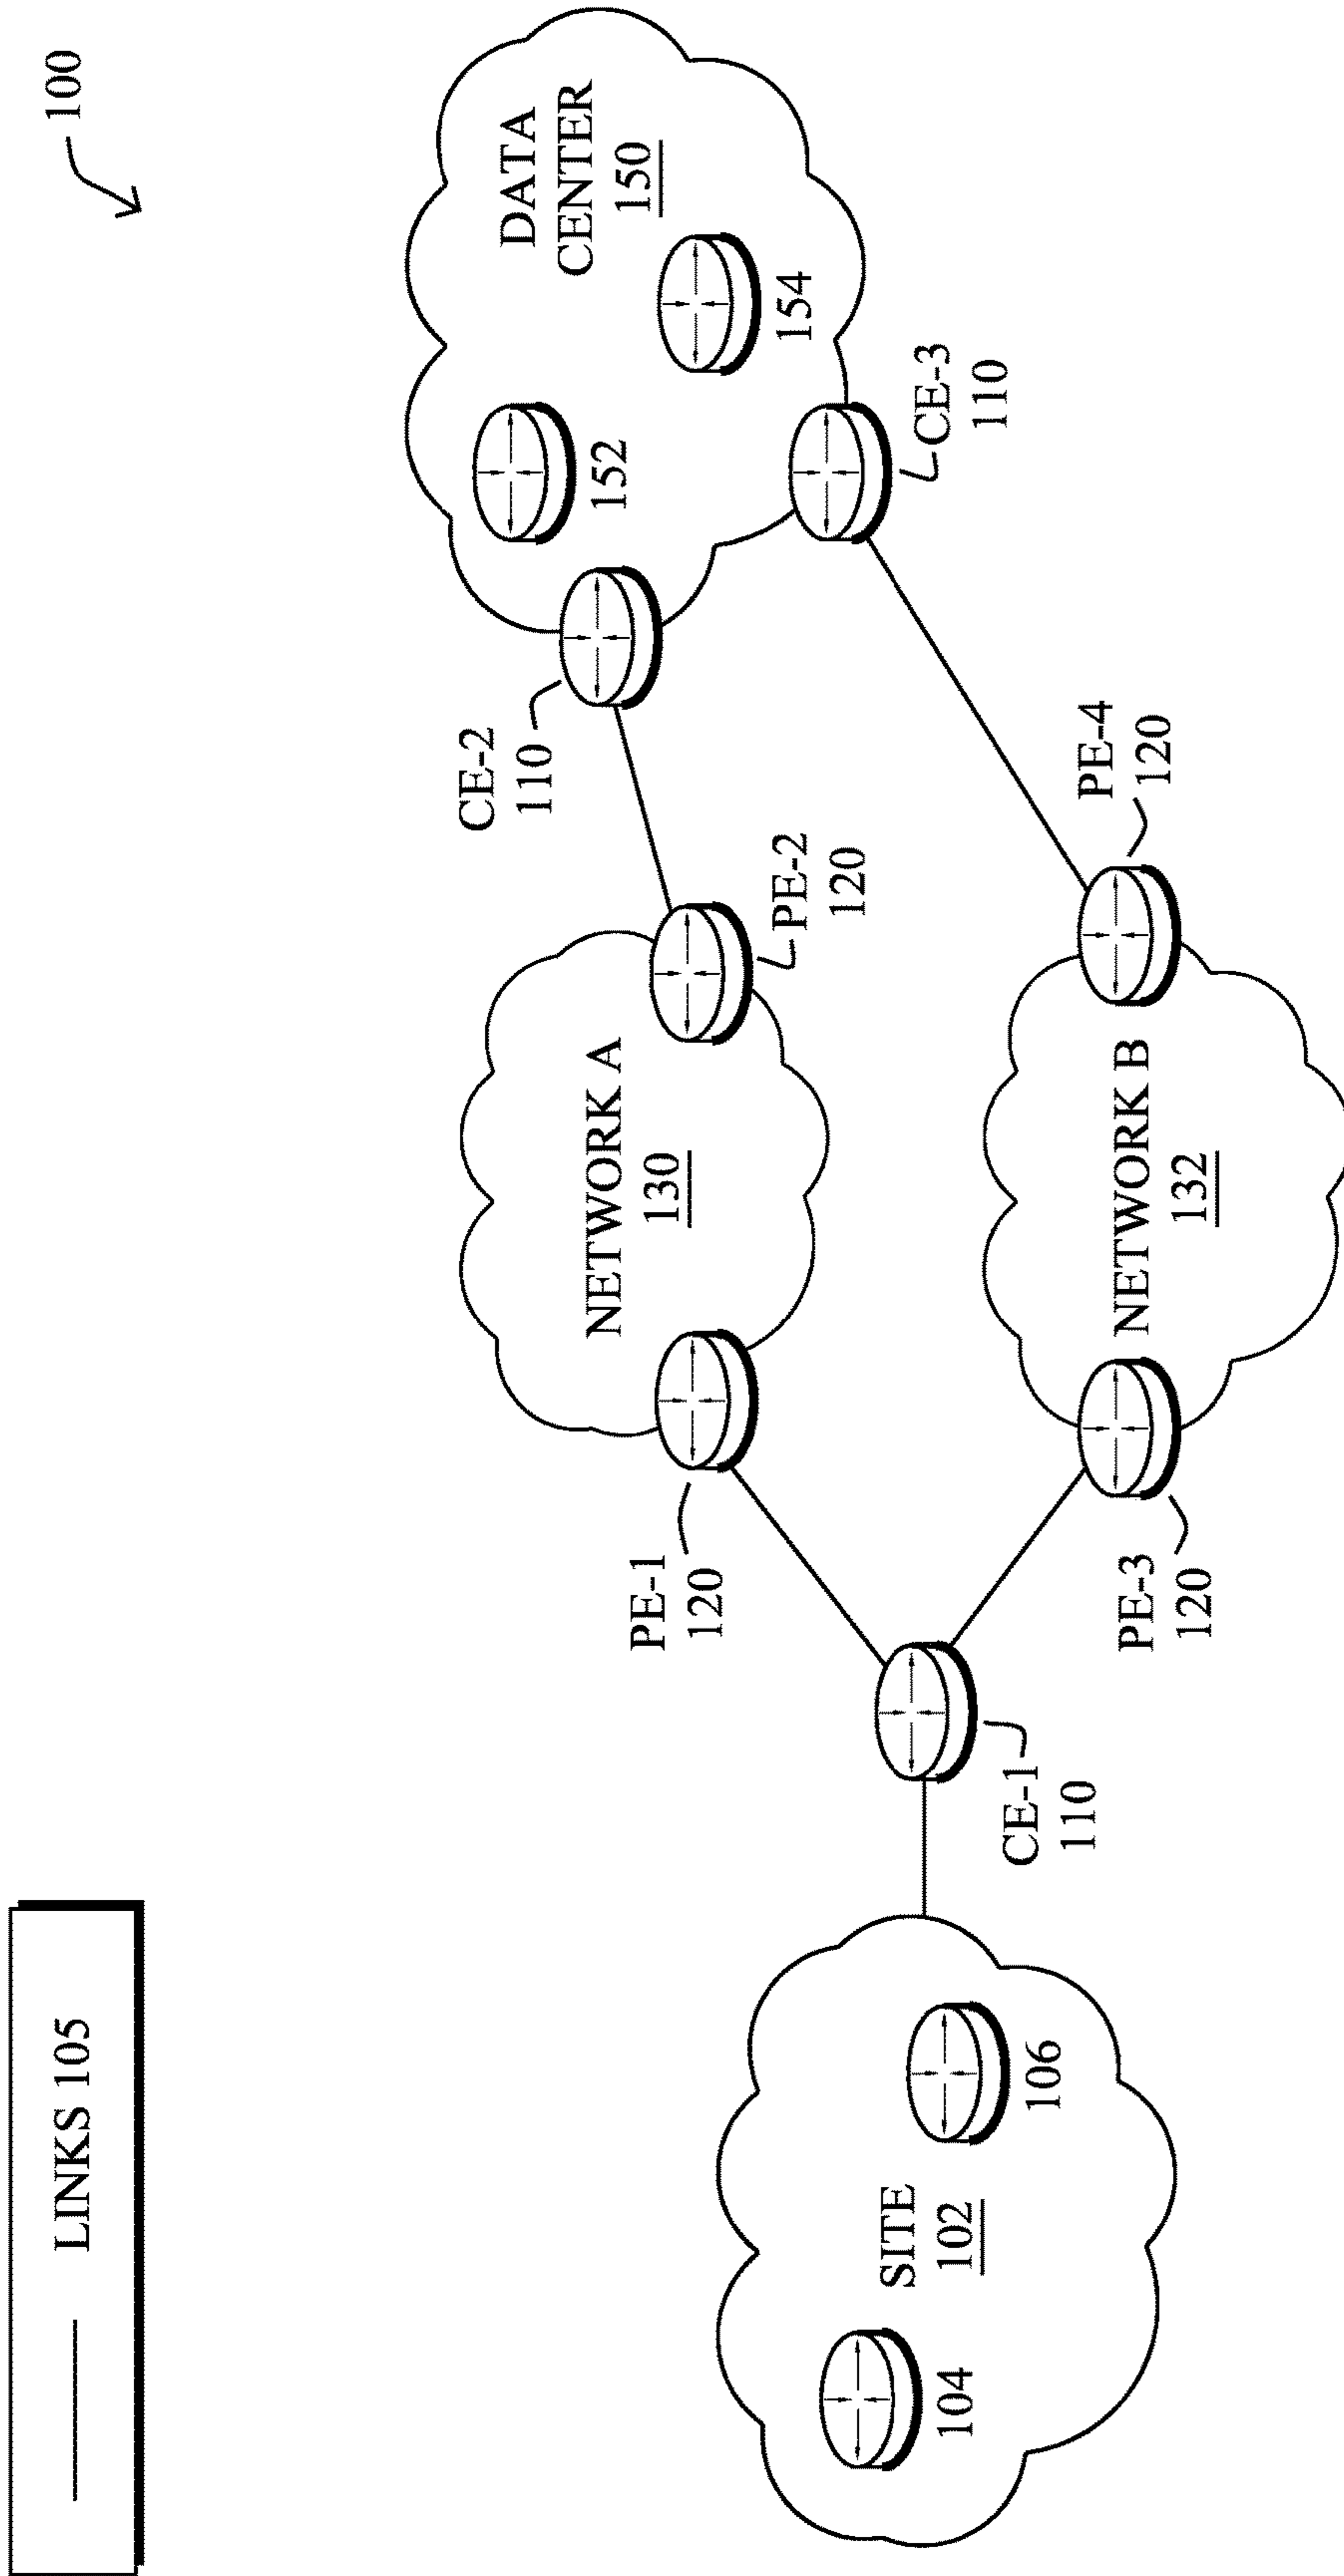 100
LINKS 105
DATA
CENTER
150
152
154
CE-2
110
CE-3
110
NETWORK A
130
PE-2
120
PE-1
120
PE-4
120
NETWORK B
132
PE-3
120
CE-1
110
SITE
102
104
106